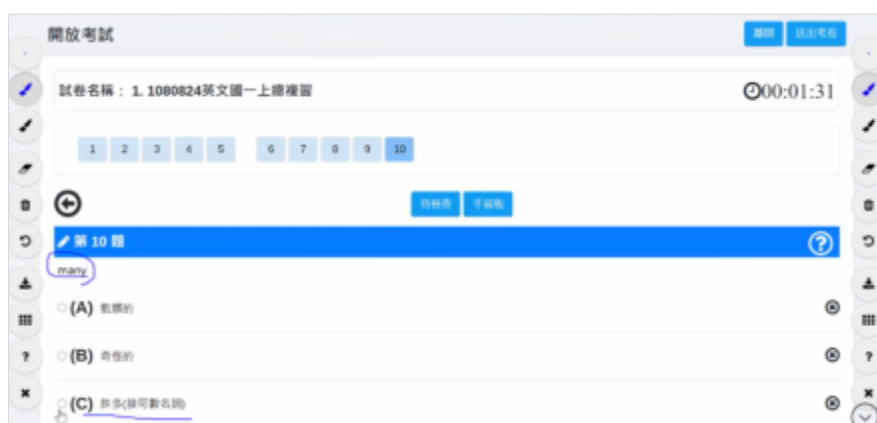 開放考試
離開 送出考卷
試卷名稱： 1. 1080824英文國一上總複習
00:01:31
1 2 3 4 5 6 7 8 9 10
待檢查 手寫板
第 10 題
many
(A) 飢餓的
(B) 奇怪的
(C) 許多(接可數名詞)